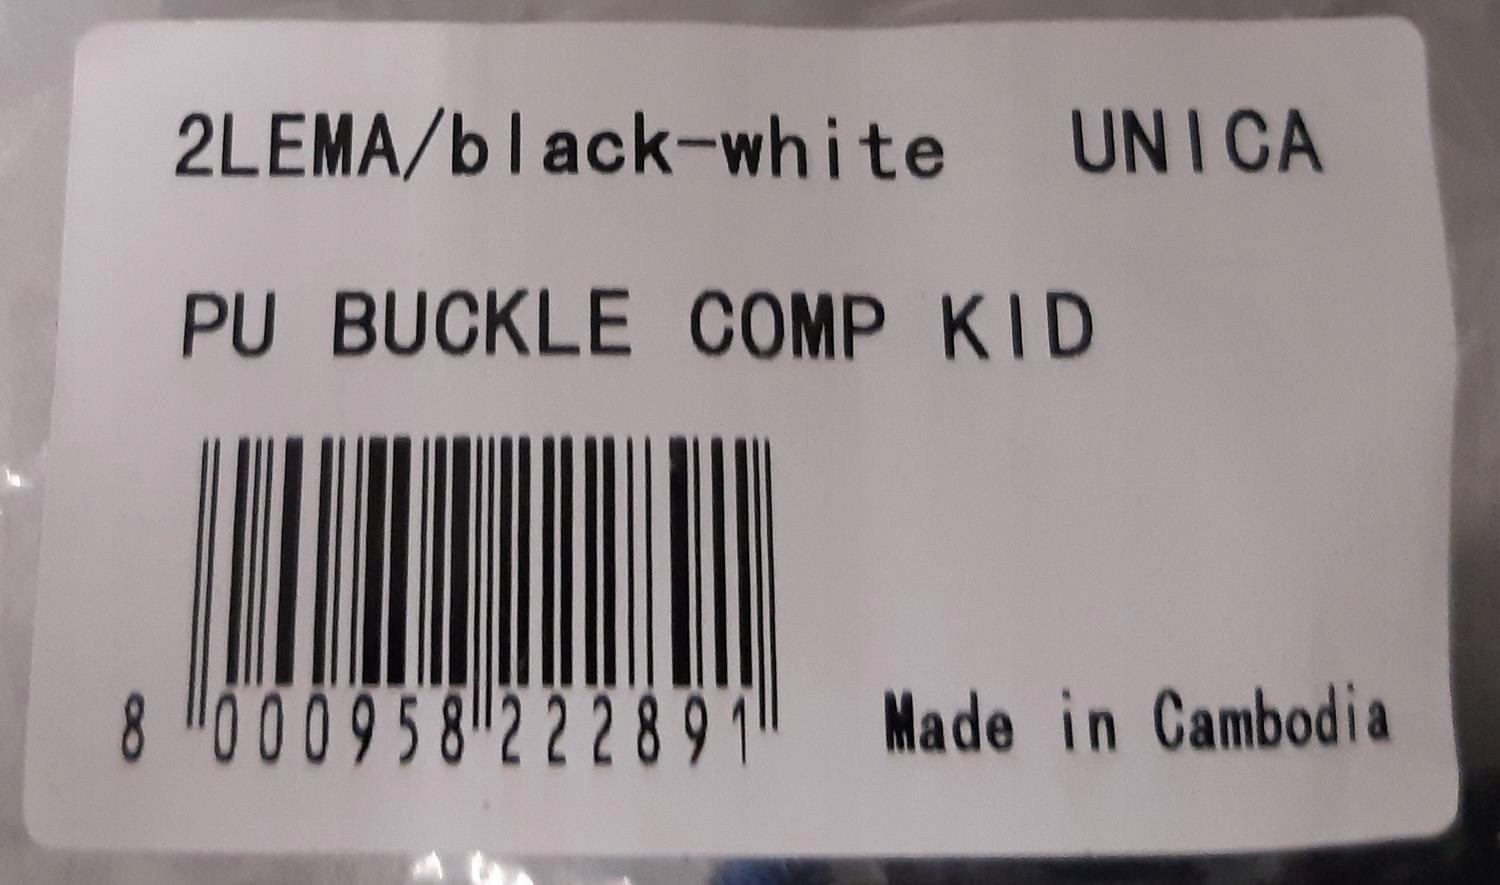 2LEMA/black-white UNICA
PU BUCKLE COMP KID
8 000958 222891 Made in Cambodia